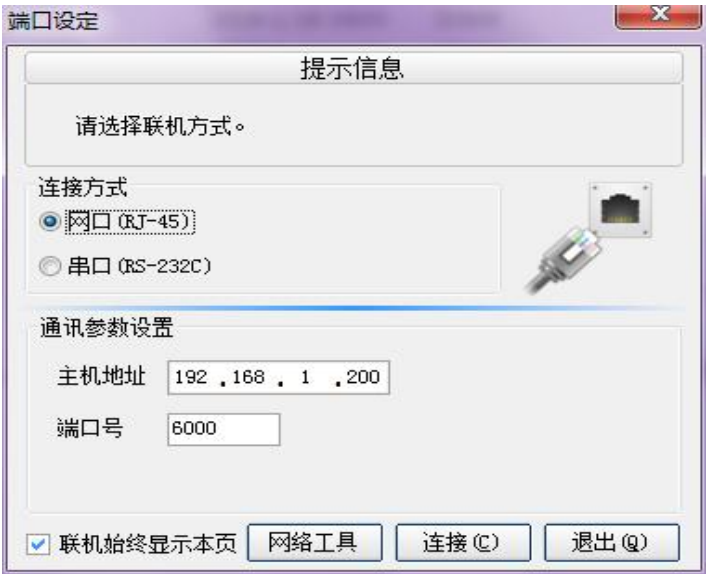 端口设定
提示信息
请选择联机方式。
连接方式
网口(RJ-45)
串口(RS-232C)
通讯参数设置
主机地址 192 .168 . 1 .200
端口号 6000
联机始终显示本页 网络工具 连接(C) 退出(Q)